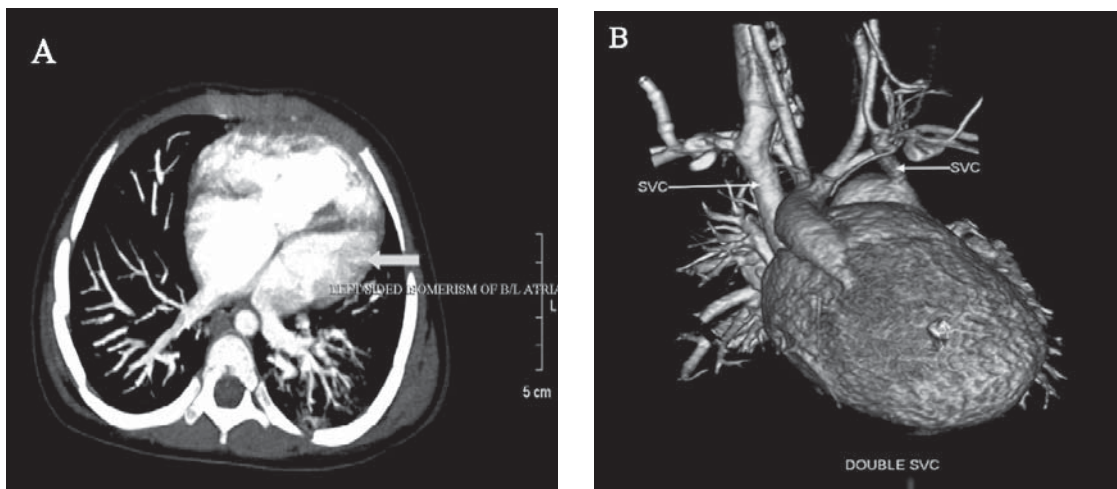 A
LEFT SIDED ISOMERISM OF B/L ATRIA
L
5 cm
B
SVC
SVC
DOUBLE SVC